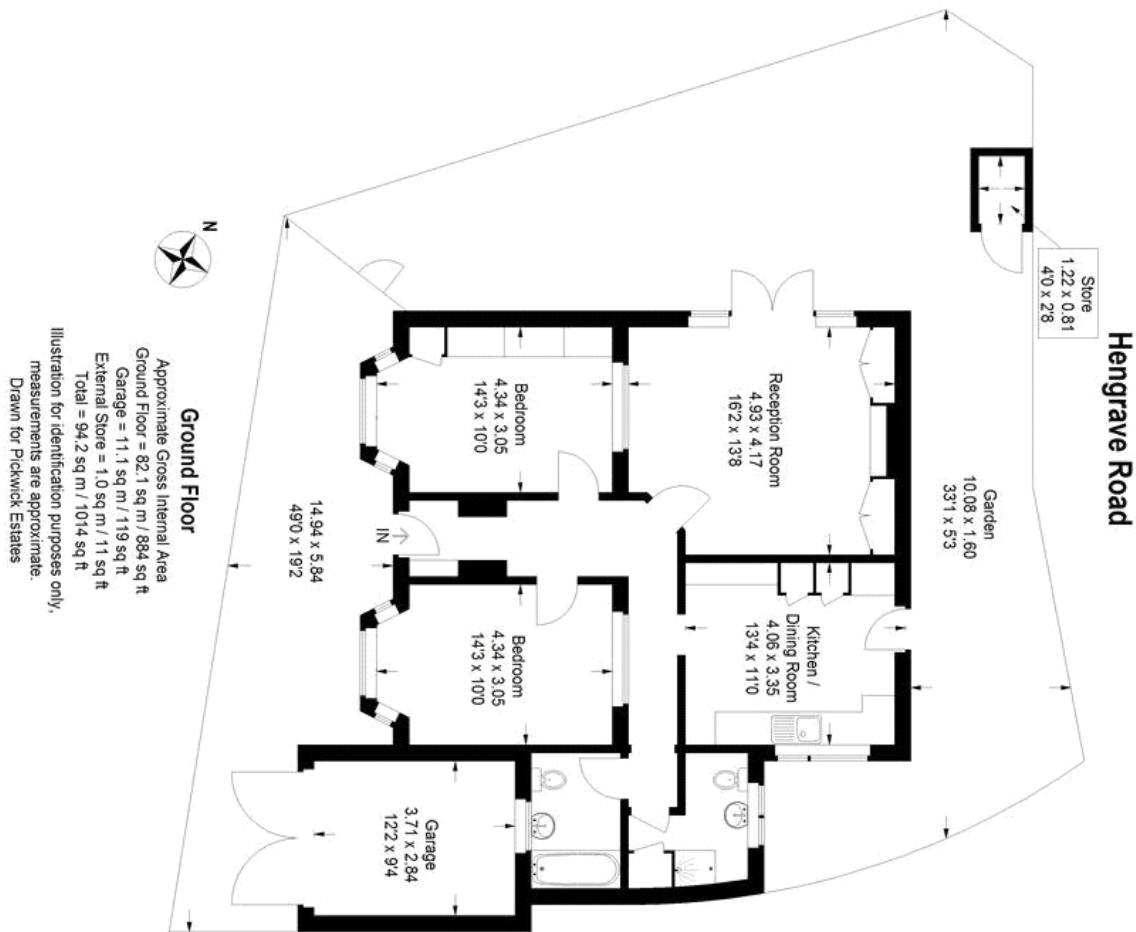 Hengrave Road
Store
1.22 x 0.81
4'0 x 2'8
Garden
10.08 x 1.60
33'1 x 5'3
Reception Room
4.93 x 4.17
16'2 x 13'8
Kitchen /
Dining Room
4.06 x 3.35
13'4 x 11'0
Bedroom
4.34 x 3.05
14'3 x 10'0
Bedroom
4.34 x 3.05
14'3 x 10'0
IN
14.94 x 5.84
49'0 x 19'2
Garage
3.71 x 2.84
12'2 x 9'4
N
Ground Floor
Approximate Gross Internal Area
Ground Floor = 82.1 sq m / 884 sq ft
Garage = 11.1 sq m / 119 sq ft
External Store = 1.0 sq m / 11 sq ft
Total = 94.2 sq m / 1014 sq ft
Illustration for identification purposes only,
measurements are approximate.
Drawn for Pickwick Estates